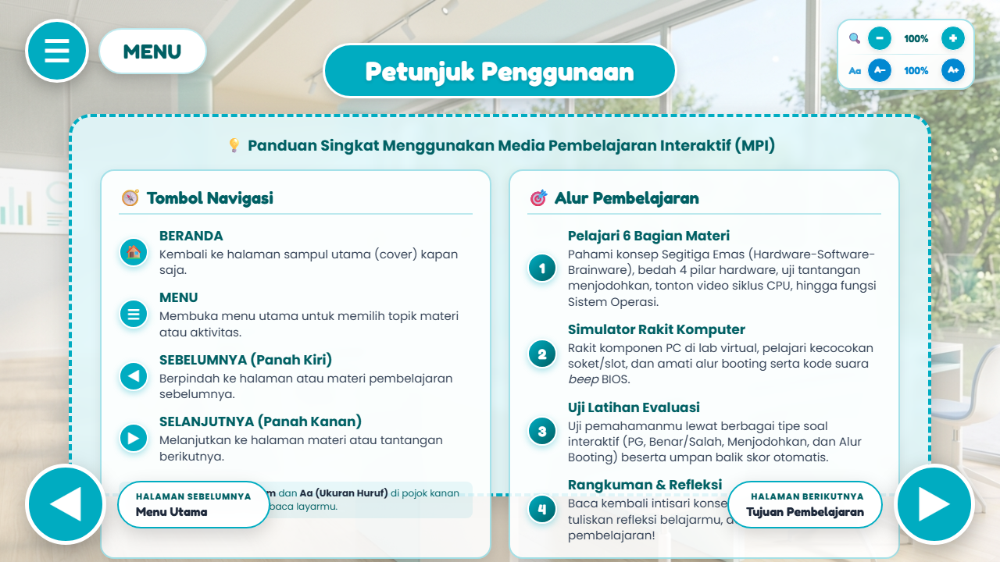 MENU
Petunjuk Penggunaan
100%
Aa A- 100% A+
Panduan Singkat Menggunakan Media Pembelajaran Interaktif (MPI)
Tombol Navigasi
BERANDA
Kembali ke halaman sampul utama (cover) kapan
saja.
MENU
Membuka menu utama untuk memilih topik materi
atau aktivitas.
SEBELUMNYA (Panah Kiri)
Berpindah ke halaman atau materi pembelajaran
sebelumnya.
SELANJUTNYA (Panah Kanan)
Melanjutkan ke halaman materi atau tantangan
berikutnya.
dan Aa (Ukuran Huruf) di pojok kanan
layarmu.
Alur Pembelajaran
1
Pelajari 6 Bagian Materi
Pahami konsep Segitiga Emas (Hardware-Software-
Brainware), bedah 4 pilar hardware, uji tantangan
menjodohkan, tonton video siklus CPU, hingga fungsi
Sistem Operasi.
2
Simulator Rakit Komputer
Rakit komponen PC di lab virtual, pelajari kecocokan
soket/slot, dan amati alur booting serta kode suara
beep BIOS.
3
Uji Latihan Evaluasi
Uji pemahamanmu lewat berbagai tipe soal
interaktif (PG, Benar/Salah, Menjodohkan, dan Alur
Booting) beserta umpan balik skor otomatis.
4
Rangkuman & Refleksi
Baca kembali intisari
tuliskan refleksi belajarmu,
pembelajaran!
HALAMAN SEBELUMNYA
Menu Utama
HALAMAN BERIKUTNYA
Tujuan Pembelajaran